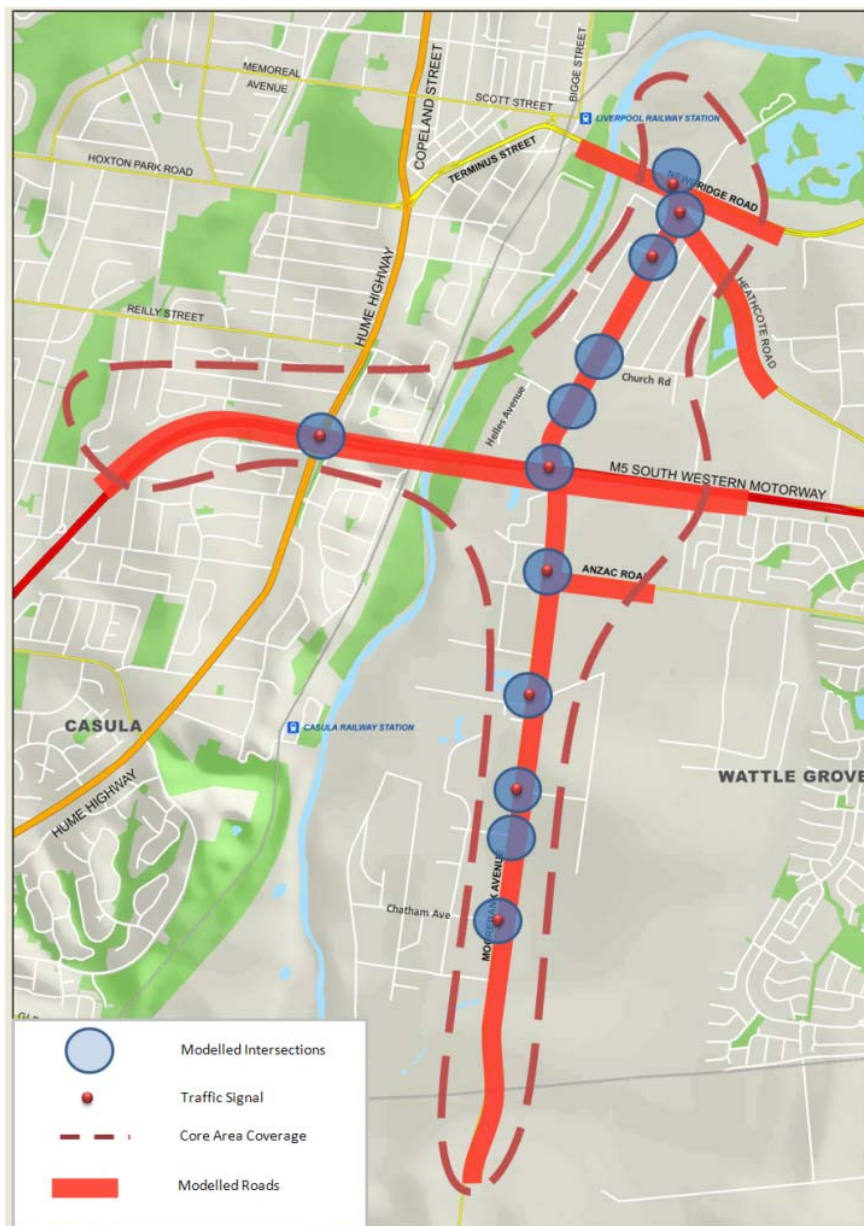 MEMOREAL
AVENUE
COPELAND STREET
BIGGE STREET
SCOTT STREET
LIVERPOOL RAILWAY STATION
TERMINUS STREET
HOXTON PARK ROAD
NEWBRIDGE ROAD
HEATHCOTE ROAD
REILLY STREET
HUME HIGHWAY
Church Rd
Helles Avenue
M5 SOUTH WESTERN MOTORWAY
ANZAC ROAD
CASULA
CASULA RAILWAY STATION
WATTLE GROVE
HUME HIGHWAY
MOOREBANK AVENUE
Chatham Ave
Modelled Intersections
Traffic Signal
Core Area Coverage
Modelled Roads